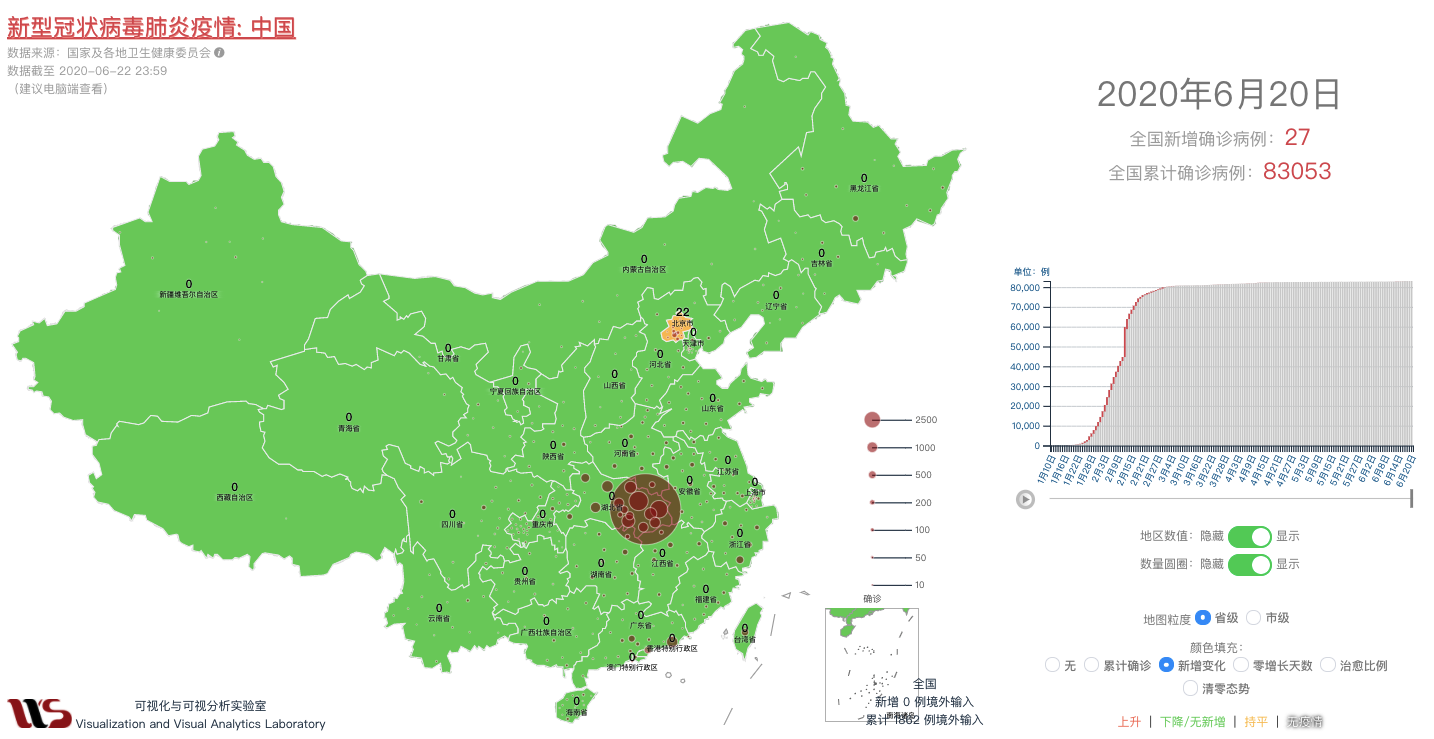 新型冠状病毒肺炎疫情: 中国
数据来源：国家及各地卫生健康委员会
数据截至 2020-06-22 23:59
（建议电脑端查看）
2020年6月20日
全国新增确诊病例：27
全国累计确诊病例：83053
0
黑龙江省
0
吉林省
0
辽宁省
0
内蒙古自治区
0
新疆维吾尔自治区
22
北京市
0
天津市
0
河北省
0
甘肃省
0
山西省
0
宁夏回族自治区
0
山东省
0
青海省
0
陕西省
0
河南省
0
江苏省
0
西藏自治区
0
安徽省
0
上海市
0
湖北省
0
四川省
0
重庆市
0
浙江省
0
江西省
0
湖南省
0
贵州省
0
福建省
0
云南省
0
广西壮族自治区
0
广东省
0
台湾省
0
香港特别行政区
0
澳门特别行政区
0
海南省
2500
1000
500
200
100
50
10
确诊
南海诸岛
全国
新增 0 例境外输入
累计 1862 例境外输入
单位：例
80,000
70,000
60,000
50,000
40,000
30,000
20,000
10,000
0
1月10日
1月16日
1月22日
1月28日
2月3日
2月9日
2月15日
2月21日
2月27日
3月4日
3月10日
3月16日
3月22日
3月28日
4月3日
4月9日
4月15日
4月21日
4月27日
5月3日
5月9日
5月15日
5月21日
5月27日
6月2日
6月8日
6月14日
6月20日
地区数值：隐藏 显示
数量圆圈：隐藏 显示
地图粒度 省级 市级
颜色填充：
无 累计确诊 新增变化 零增长天数 治愈比例
清零态势
上升 | 下降/无新增 | 持平 | 无疫情
可视化与可视分析实验室
Visualization and Visual Analytics Laboratory